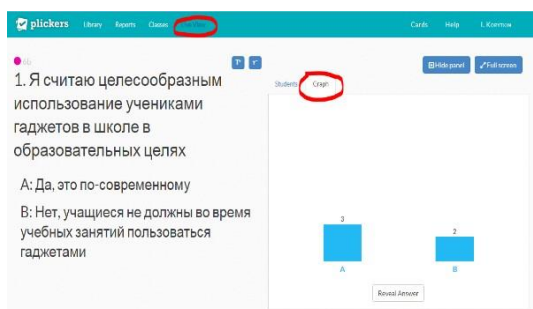 plickers Library Reports Classes Cards Help
Students Graph
Hide panel Full screen
1. Я считаю целесообразным
использование учениками
гаджетов в школе в
образовательных целях
A: Да, это по-современному
B: Нет, учащиеся не должны во время
учебных занятий пользоваться
гаджетами
3
2
A
B
Reveal Answer